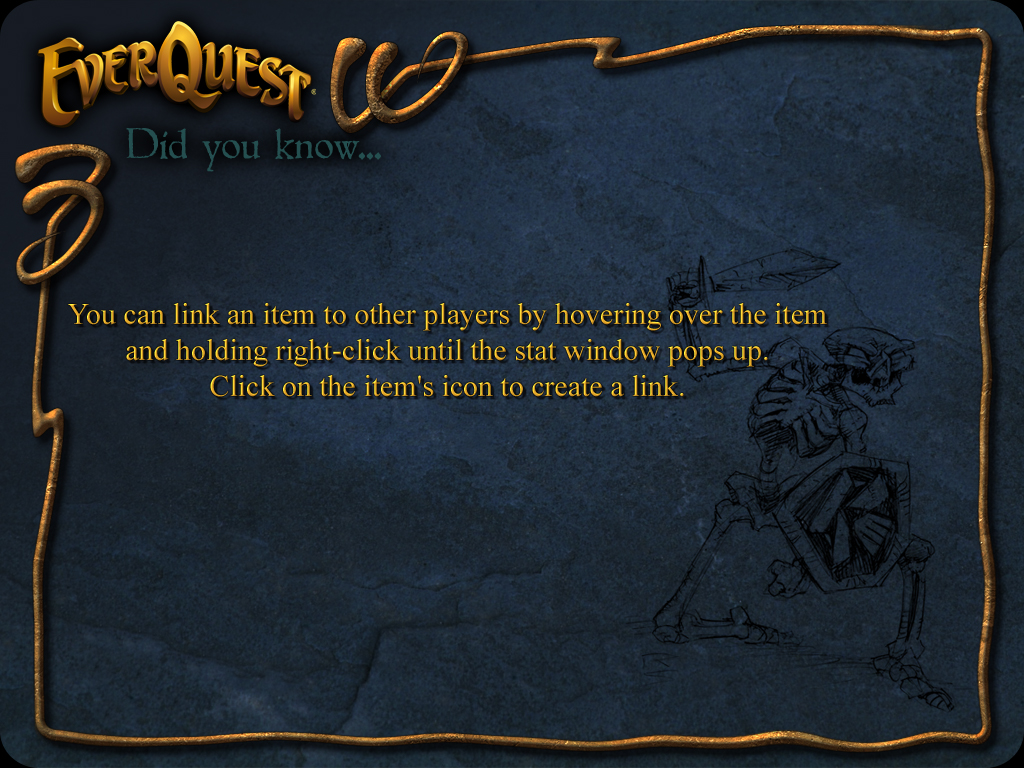 EverQuest
Did you know...
You can link an item to other players by hovering over the item
and holding right-click until the stat window pops up.
Click on the item's icon to create a link.